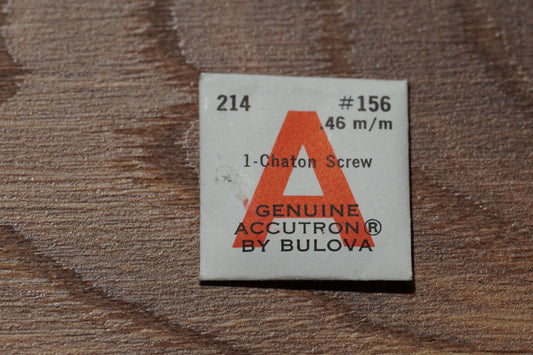 214 #156
.46 m/m
1-Chaton Screw
A
GENUINE
ACCUTRON®
BY BULOVA